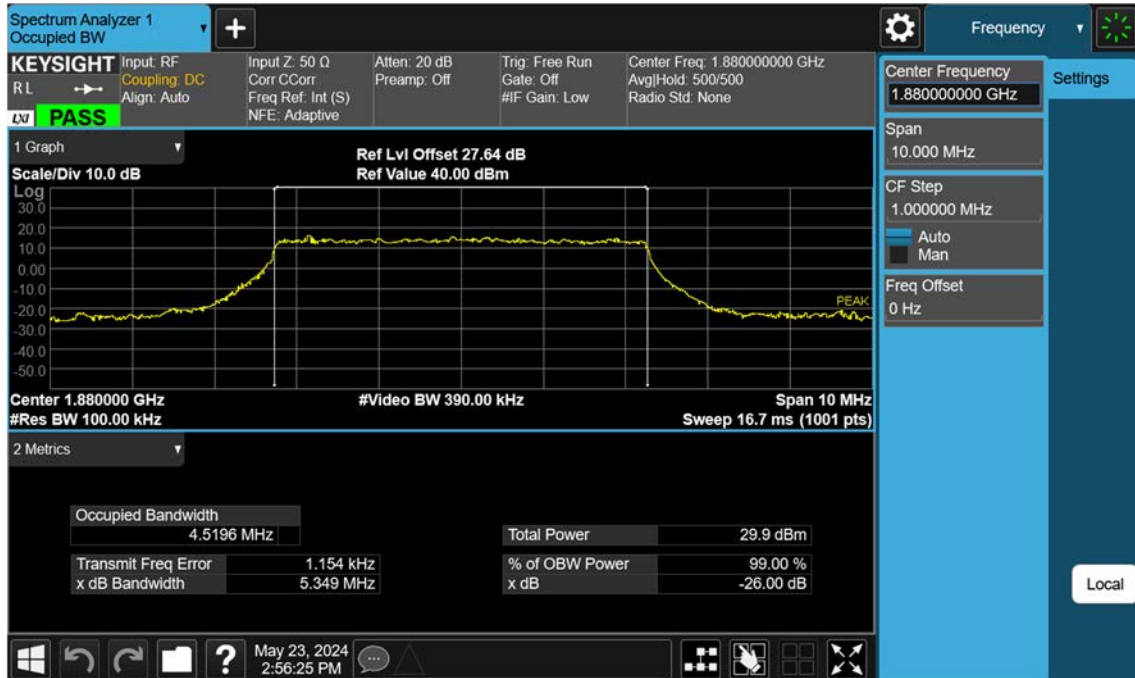 Spectrum Analyzer 1
Occupied BW
Frequency
KEYSIGHT
RL
LXI
PASS
Input: RF
Coupling: DC
Align: Auto
Input Z: 50 Ω
Corr CCorr
Freq Ref: Int (S)
NFE: Adaptive
Atten: 20 dB
Preamp: Off
Trig: Free Run
Gate: Off
#IF Gain: Low
Center Freq: 1.880000000 GHz
Avg|Hold: 500/500
Radio Std: None
Center Frequency
1.880000000 GHz
Settings
Span
10.000 MHz
CF Step
1.000000 MHz
Auto
Man
Freq Offset
0 Hz
Local
1 Graph
Ref Lvl Offset 27.64 dB
Scale/Div 10.0 dB
Ref Value 40.00 dBm
Log
30.0
20.0
10.0
0.00
-10.0
-20.0
-30.0
-40.0
-50.0
PEAK
Center 1.880000 GHz
#Video BW 390.00 kHz
Span 10 MHz
#Res BW 100.00 kHz
Sweep 16.7 ms (1001 pts)
2 Metrics
Occupied Bandwidth
4.5196 MHz
Total Power 29.9 dBm
Transmit Freq Error 1.154 kHz
% of OBW Power 99.00 %
x dB Bandwidth 5.349 MHz
x dB -26.00 dB
May 23, 2024
2:56:25 PM